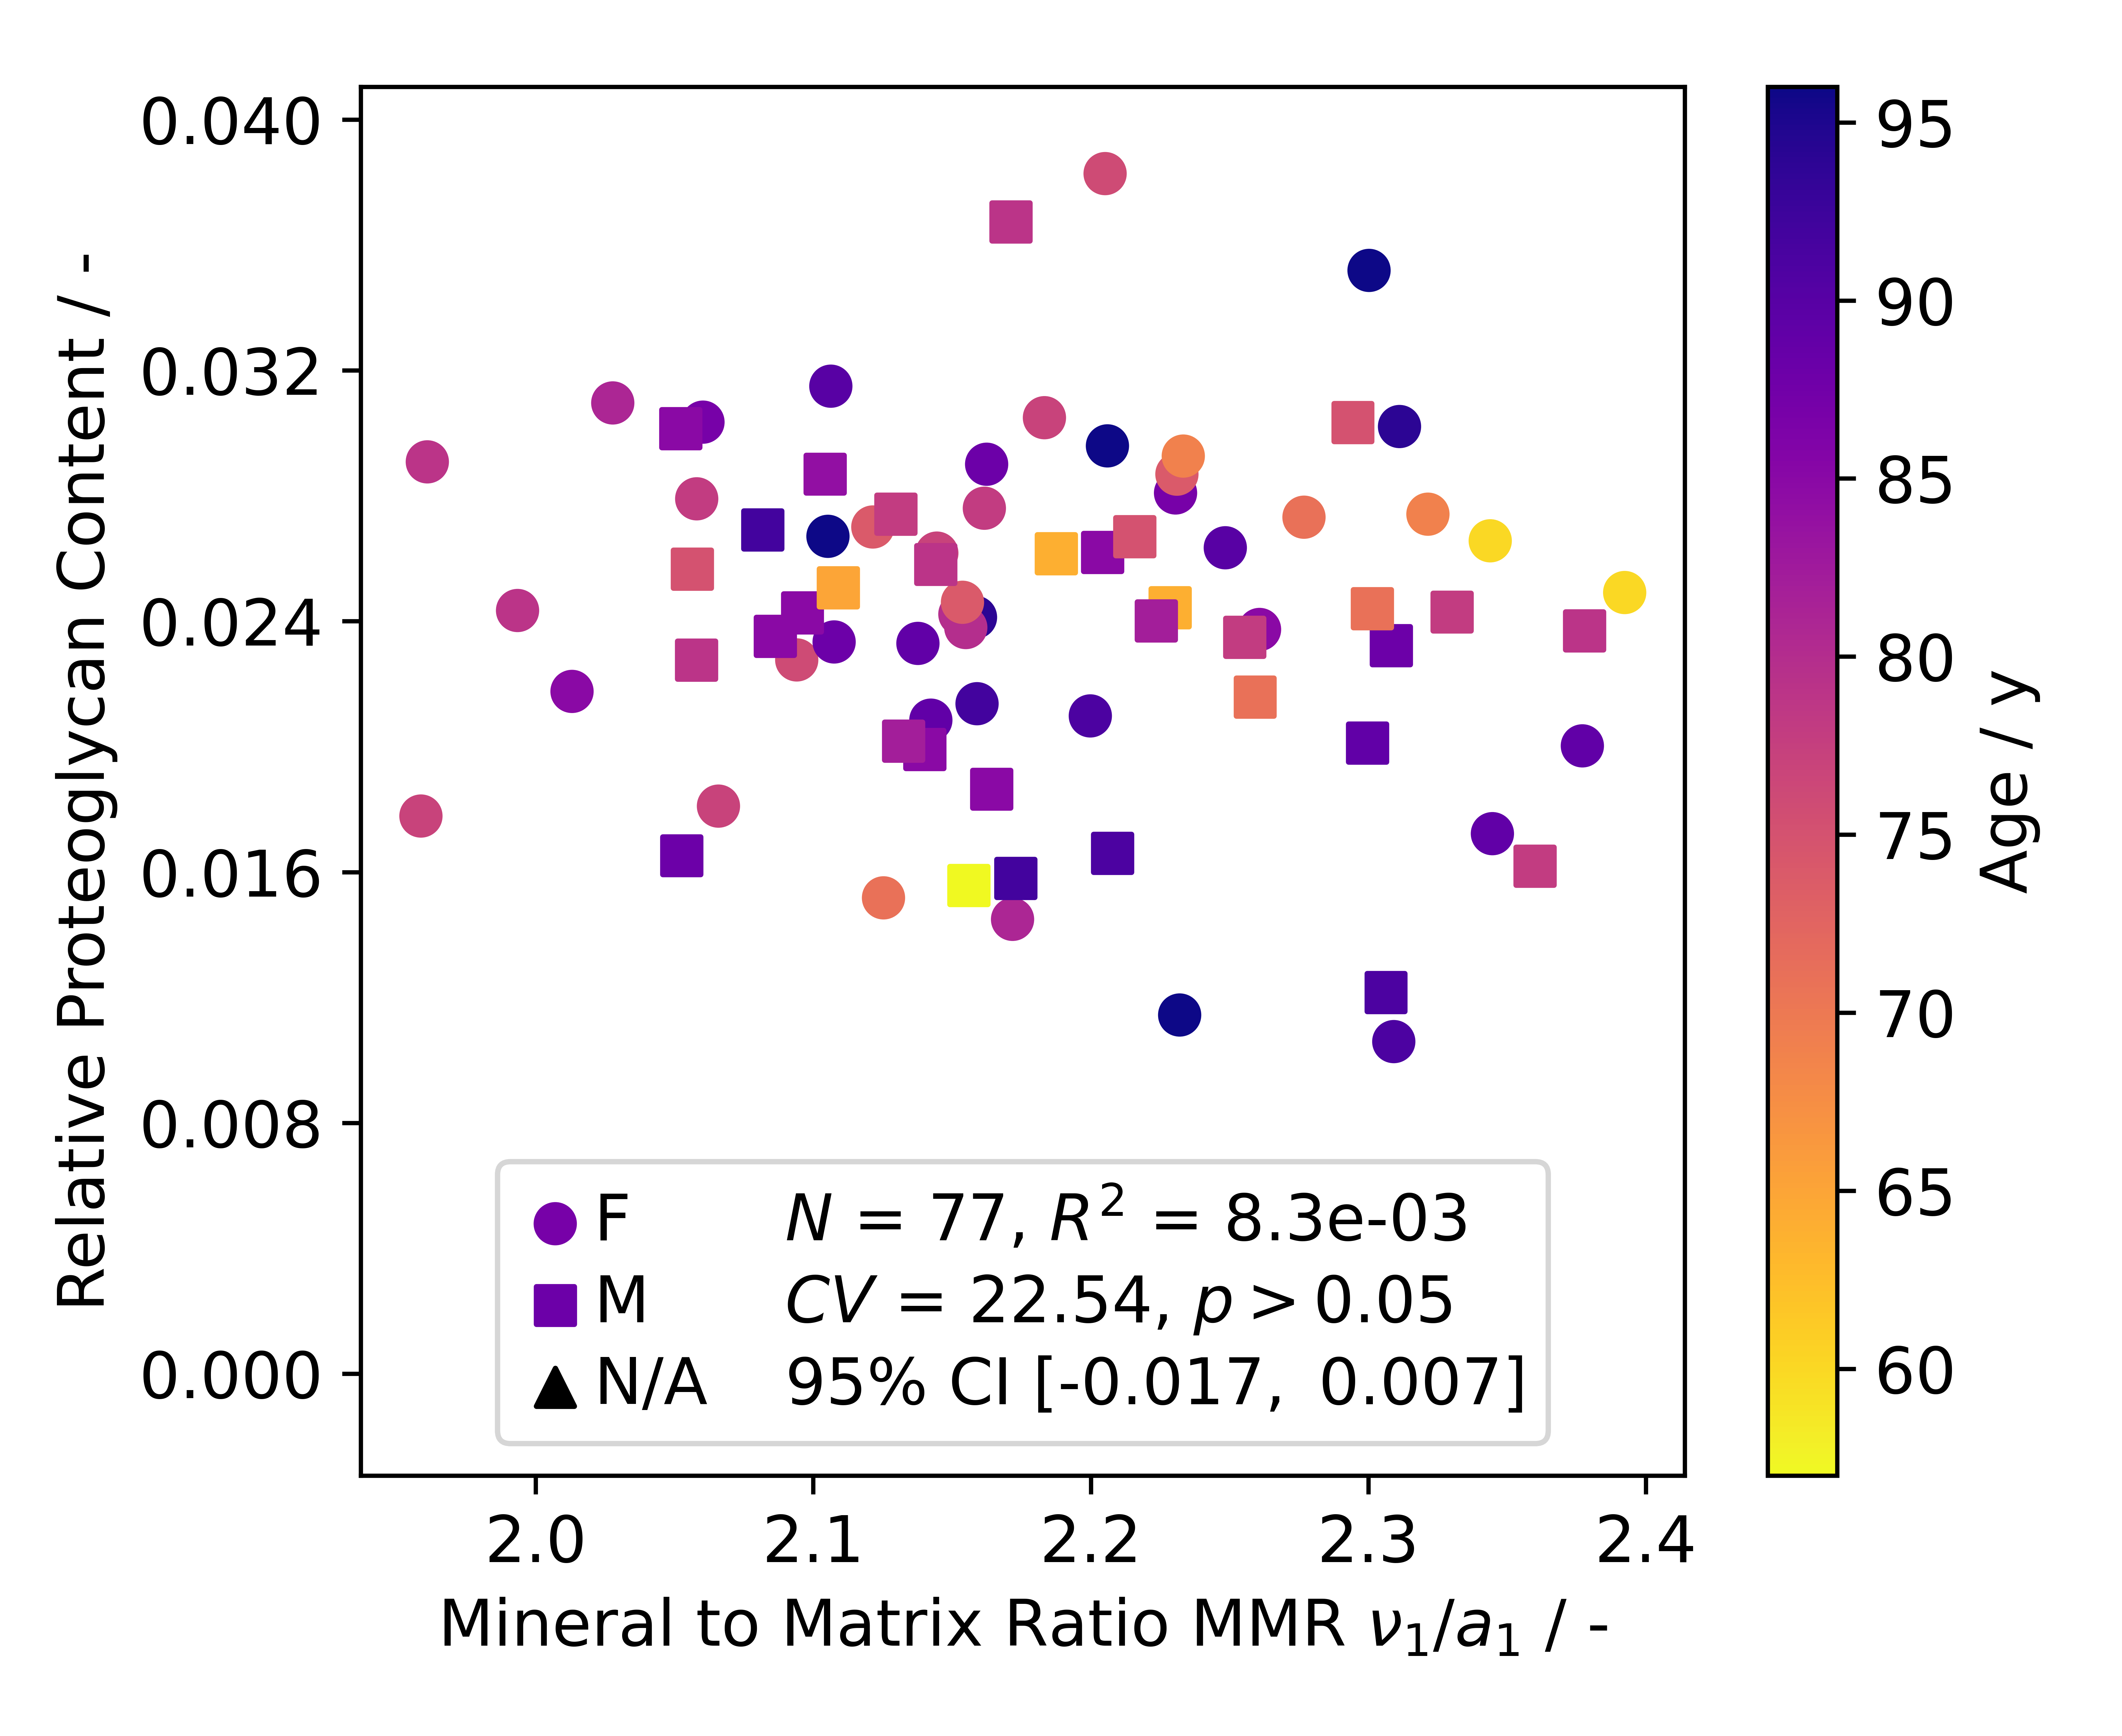 0.040
0.032
0.024
0.016
0.008
0.000
Relative Proteoglycan Content / -
F N = 77, R² = 8.3e-03
M CV = 22.54, p > 0.05
N/A 95% CI [-0.017, 0.007]
2.0 2.1 2.2 2.3 2.4
Mineral to Matrix Ratio MMR ν₁/a₁ / -
95
90
85
80
75
70
65
60
Age / y